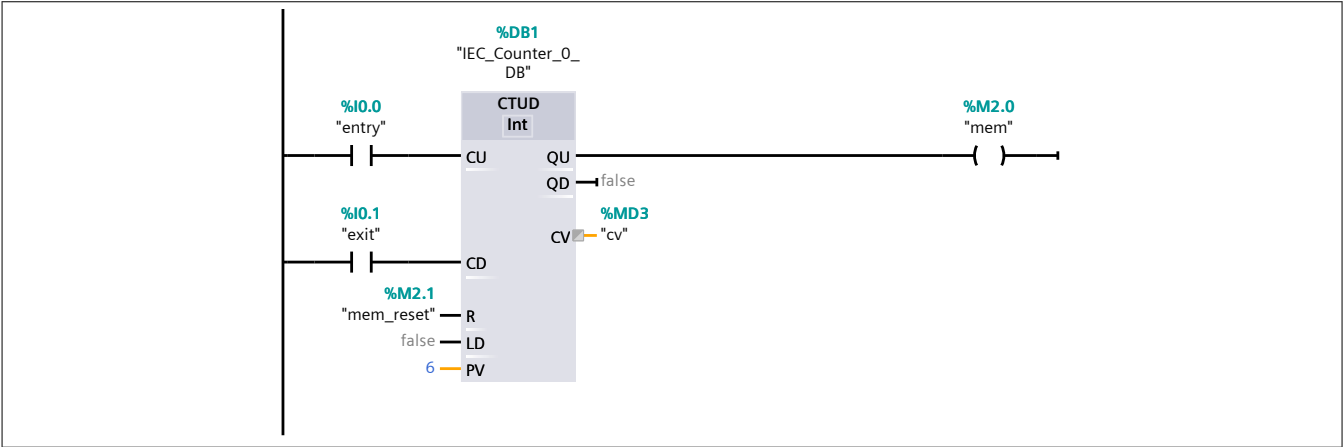 %DB1
"IEC_Counter_0_
DB"
CTUD
Int
%I0.0
"entry"
CU
QU
%M2.0
"mem"
QD
false
%MD3
"cv"
CV
%I0.1
"exit"
CD
%M2.1
"mem_reset"
R
false
LD
6
PV